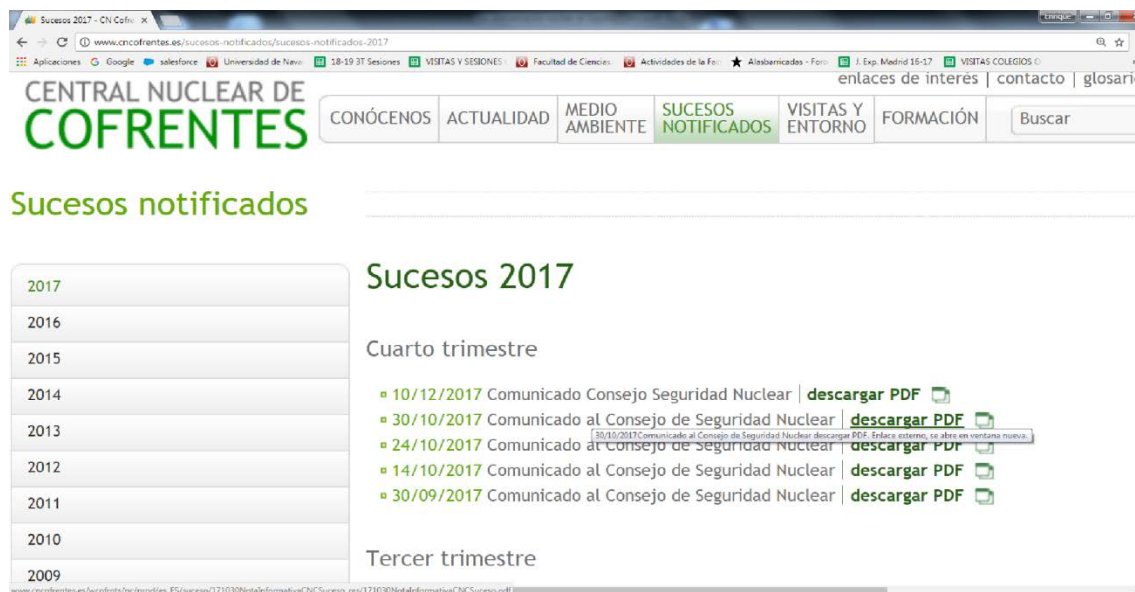 Sucesos 2017 - CN Cofre
Enrique
www.cncofrentes.es/sucesos-notificados/sucesos-notificados-2017
Aplicaciones Google salesforce Universidad de Nava 18-19 3T Sesiones VISITAS Y SESIONES Facultad de Ciencias Actividades de la Fac Alasbarricadas - Foro J. Exp. Madrid 16-17 VISITAS COLEGIOS
enlaces de interés | contacto | glosari
CENTRAL NUCLEAR DE
COFRENTES
CONÓCENOS
ACTUALIDAD
MEDIO
AMBIENTE
SUCESOS
NOTIFICADOS
VISITAS Y
ENTORNO
FORMACIÓN
Buscar
Sucesos notificados
2017
2016
2015
2014
2013
2012
2011
2010
2009
Sucesos 2017
Cuarto trimestre
10/12/2017 Comunicado Consejo Seguridad Nuclear | descargar PDF
30/10/2017 Comunicado al Consejo de Seguridad Nuclear | descargar PDF
30/10/2017Comunicado al Consejo de Seguridad Nuclear descargar PDF. Enlace externo, se abre en ventana nueva.
24/10/2017 Comunicado al Consejo de Seguridad Nuclear | descargar PDF
14/10/2017 Comunicado al Consejo de Seguridad Nuclear | descargar PDF
30/09/2017 Comunicado al Consejo de Seguridad Nuclear | descargar PDF
Tercer trimestre